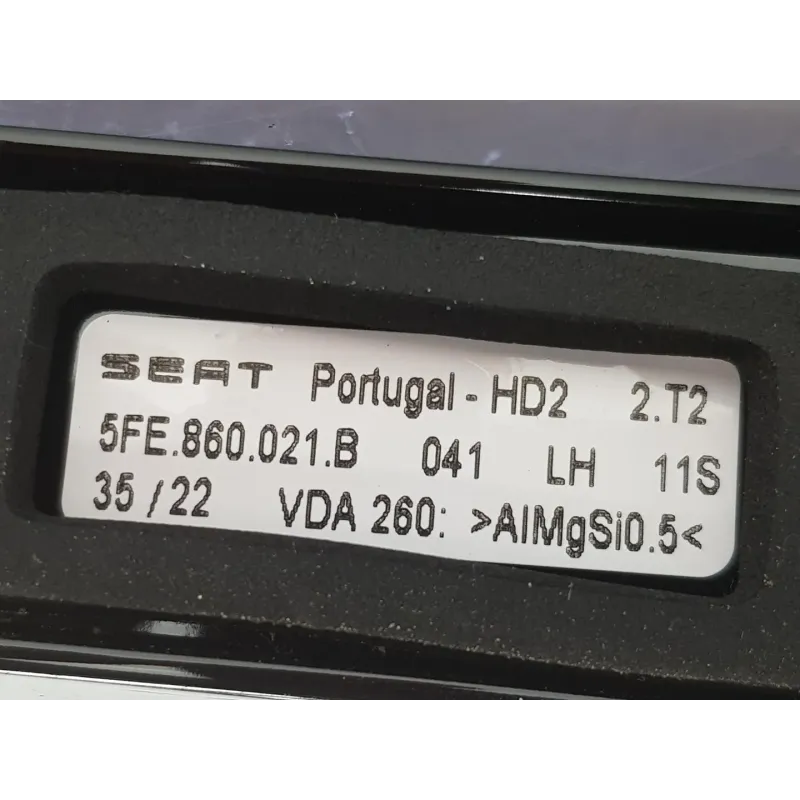 SEAT Portugal - HD2 2.T2
5FE.860.021.B 041 LH 11S
35 / 22 VDA 260: >AlMgSi0.5<